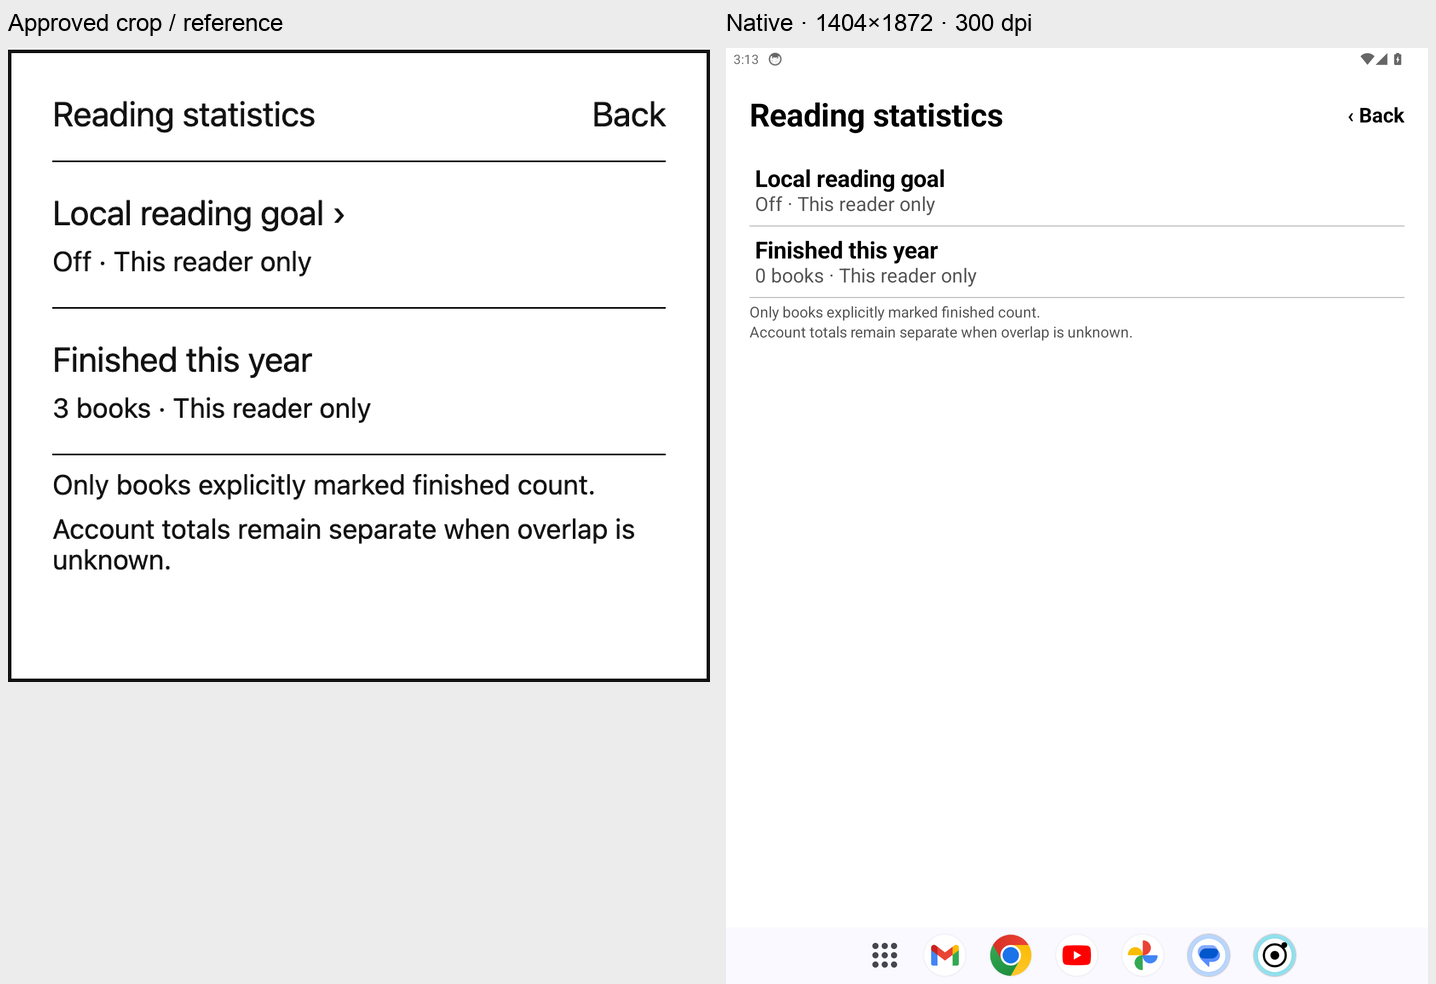 Approved crop / reference
Reading statistics
Back
Local reading goal ›
Off · This reader only
Finished this year
3 books · This reader only
Only books explicitly marked finished count.
Account totals remain separate when overlap is
unknown.
Native · 1404×1872 · 300 dpi
3:13
Reading statistics
‹ Back
Local reading goal
Off · This reader only
Finished this year
0 books · This reader only
Only books explicitly marked finished count.
Account totals remain separate when overlap is unknown.